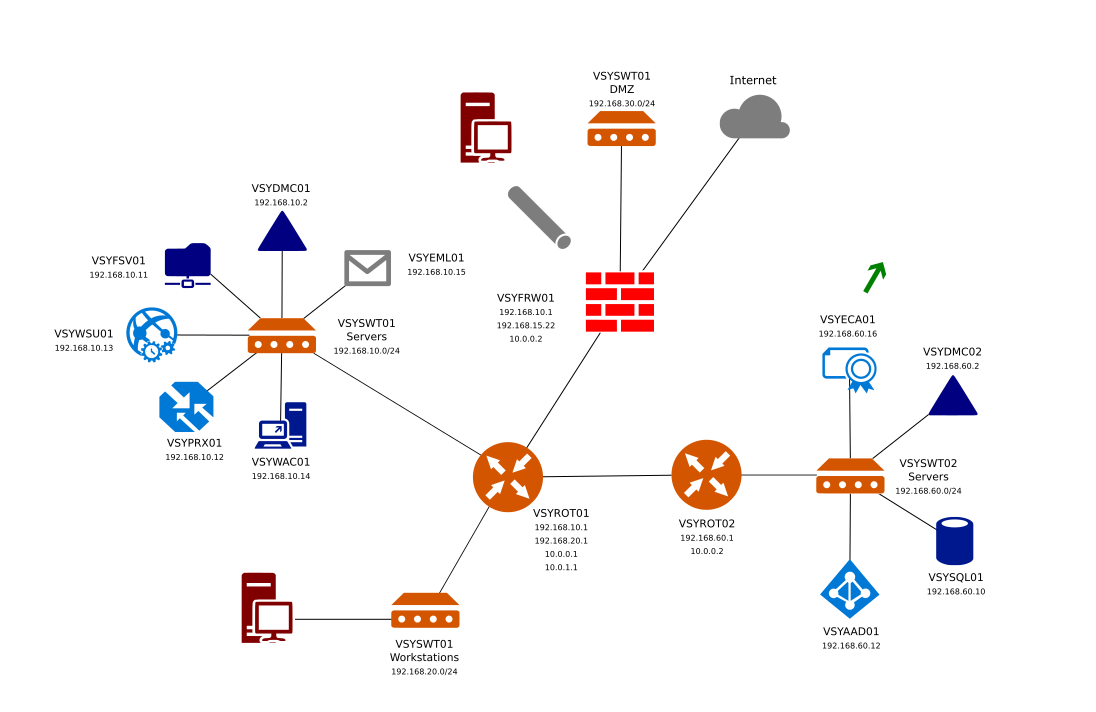 VSYSWT01
DMZ
192.168.30.0/24
Internet
VSYDMC01
192.168.10.2
VSYFSV01
192.168.10.11
VSYEML01
192.168.10.15
VSYWSU01
192.168.10.13
VSYSWT01
Servers
192.168.10.0/24
VSYPRX01
192.168.10.12
VSYWAC01
192.168.10.14
VSYFRW01
192.168.10.1
192.168.15.22
10.0.0.2
VSYECA01
192.168.60.16
VSYDMC02
192.168.60.2
VSYSWT02
Servers
192.168.60.0/24
VSYROT01
192.168.10.1
192.168.20.1
10.0.0.1
10.0.1.1
VSYROT02
192.168.60.1
10.0.0.2
VSYSQL01
192.168.60.10
VSYAAD01
192.168.60.12
VSYSWT01
Workstations
192.168.20.0/24